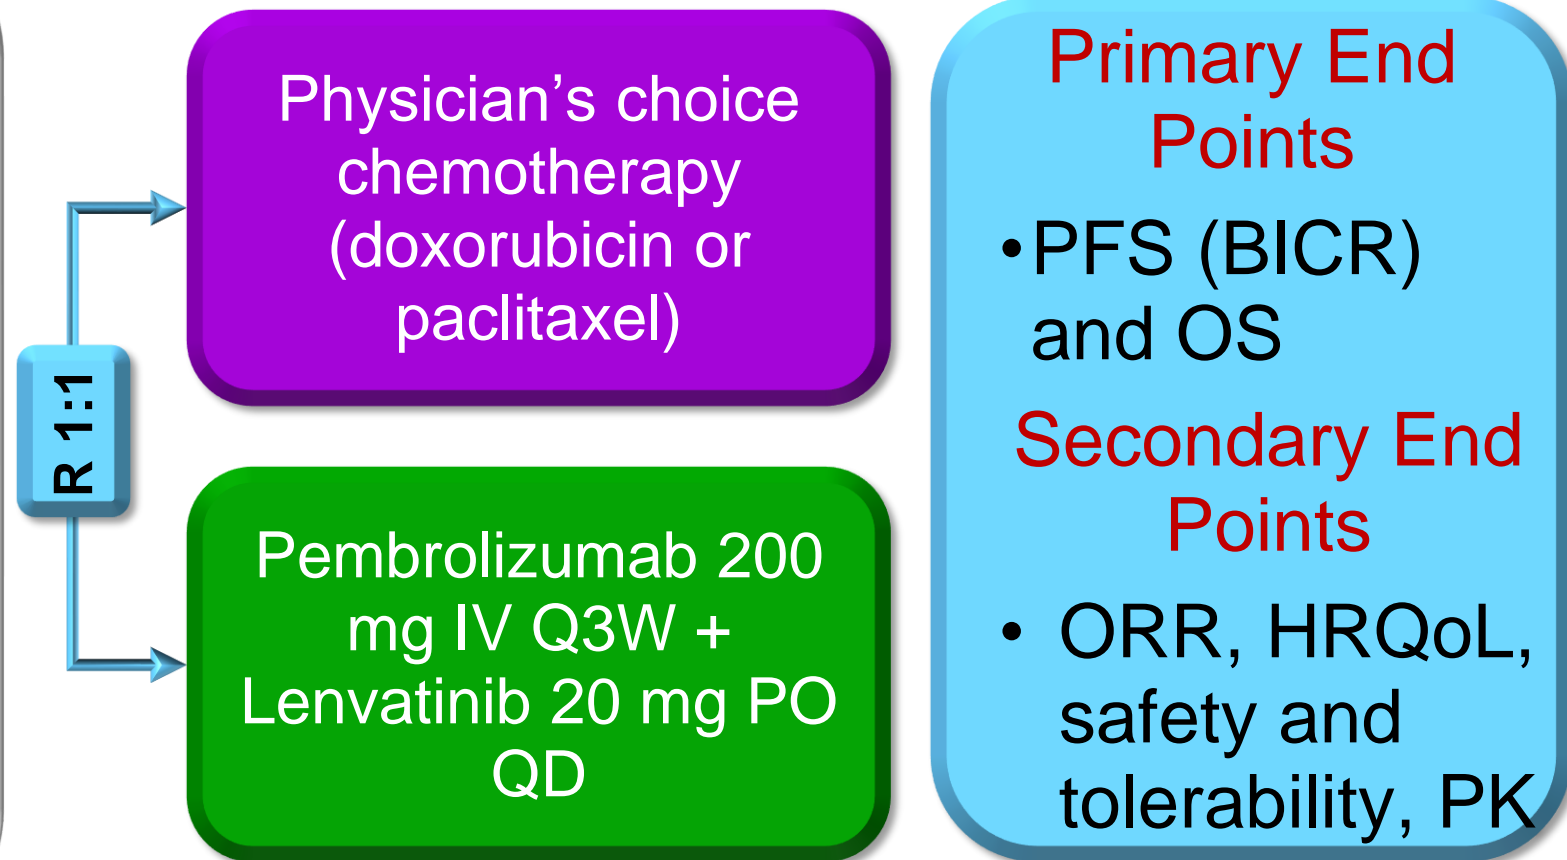 R 1:1
Physician’s choice
chemotherapy
(doxorubicin or
paclitaxel)
Pembrolizumab 200
mg IV Q3W +
Lenvatinib 20 mg PO
QD
Primary End
Points
•PFS (BICR)
and OS
Secondary End
Points
• ORR, HRQoL,
safety and
tolerability, PK